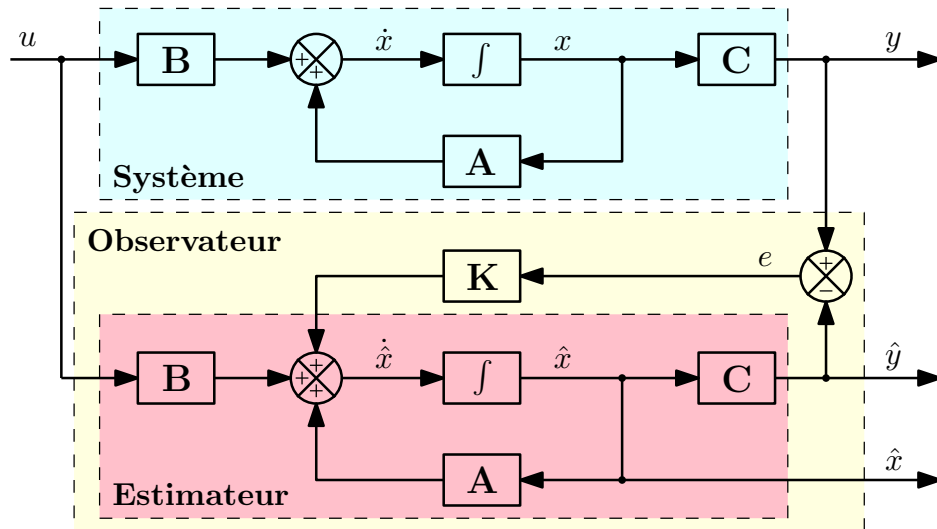 u
B
+
+
ẋ
∫
x
C
y
A
Système
Observateur
K
e
+
−
B
+
+
+
x̂̇
∫
x̂
C
ŷ
A
x̂
Estimateur